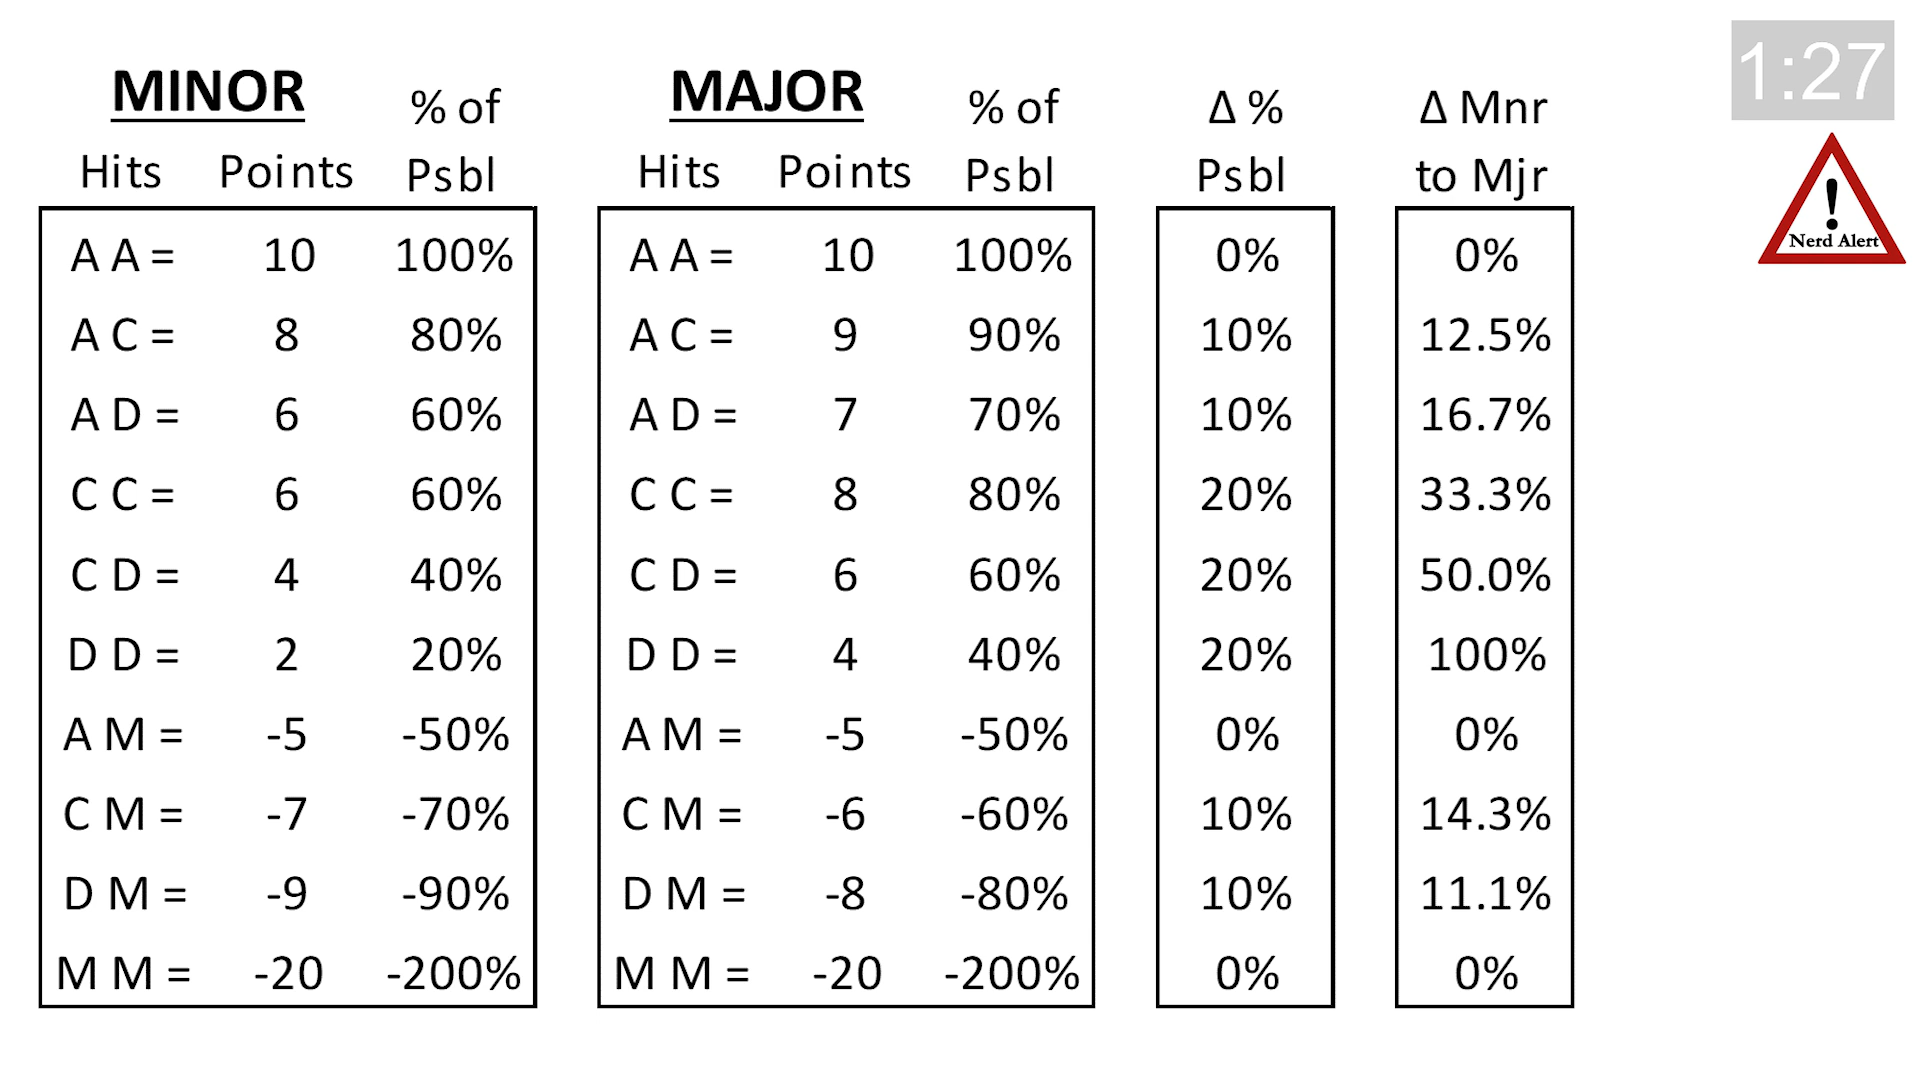 1:27
MINOR % of MAJOR % of Δ % Δ Mnr
Hits Points Psbl Hits Points Psbl Psbl to Mjr
Nerd Alert
A A = 10 100% A A = 10 100% 0% 0%
A C = 8 80% A C = 9 90% 10% 12.5%
A D = 6 60% A D = 7 70% 10% 16.7%
C C = 6 60% C C = 8 80% 20% 33.3%
C D = 4 40% C D = 6 60% 20% 50.0%
D D = 2 20% D D = 4 40% 20% 100%
A M = -5 -50% A M = -5 -50% 0% 0%
C M = -7 -70% C M = -6 -60% 10% 14.3%
D M = -9 -90% D M = -8 -80% 10% 11.1%
M M = -20 -200% M M = -20 -200% 0% 0%